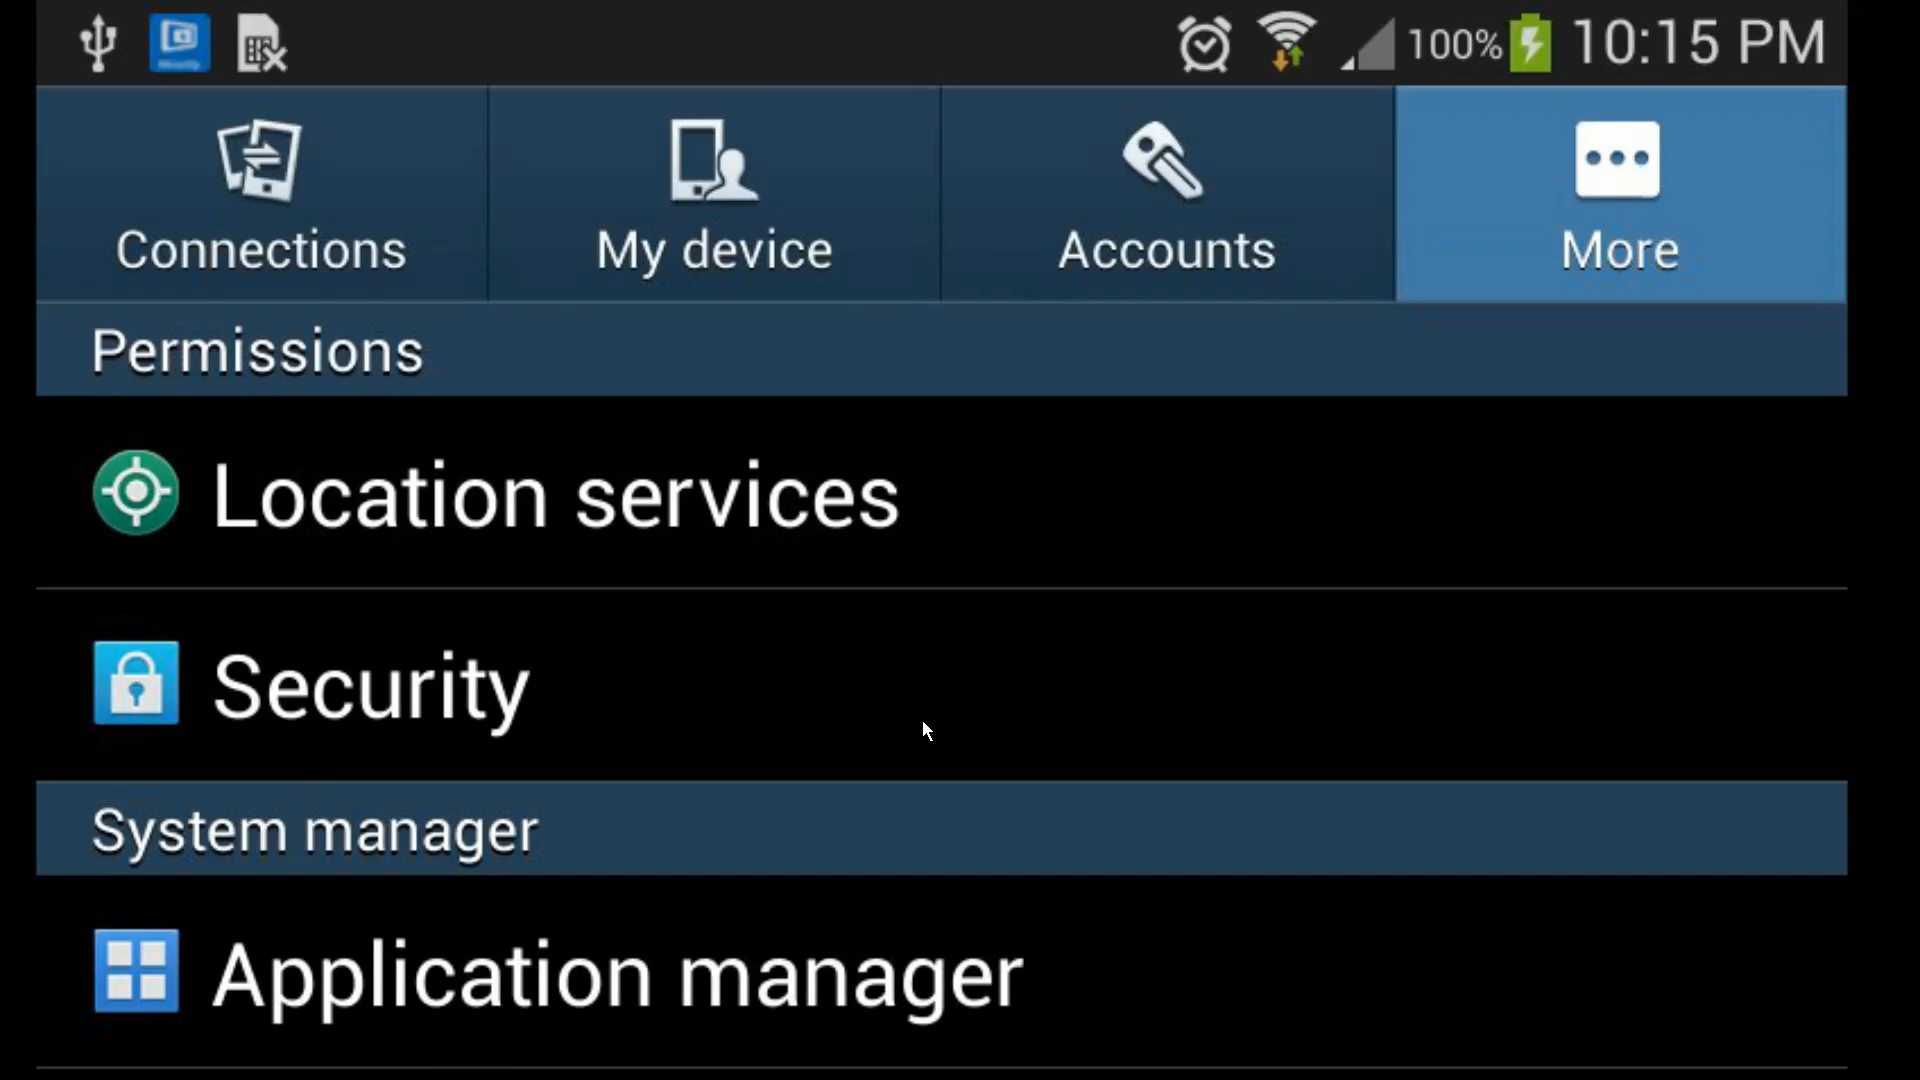 100% 10:15 PM
Connections My device Accounts More
Permissions
Location services
Security
System manager
Application manager